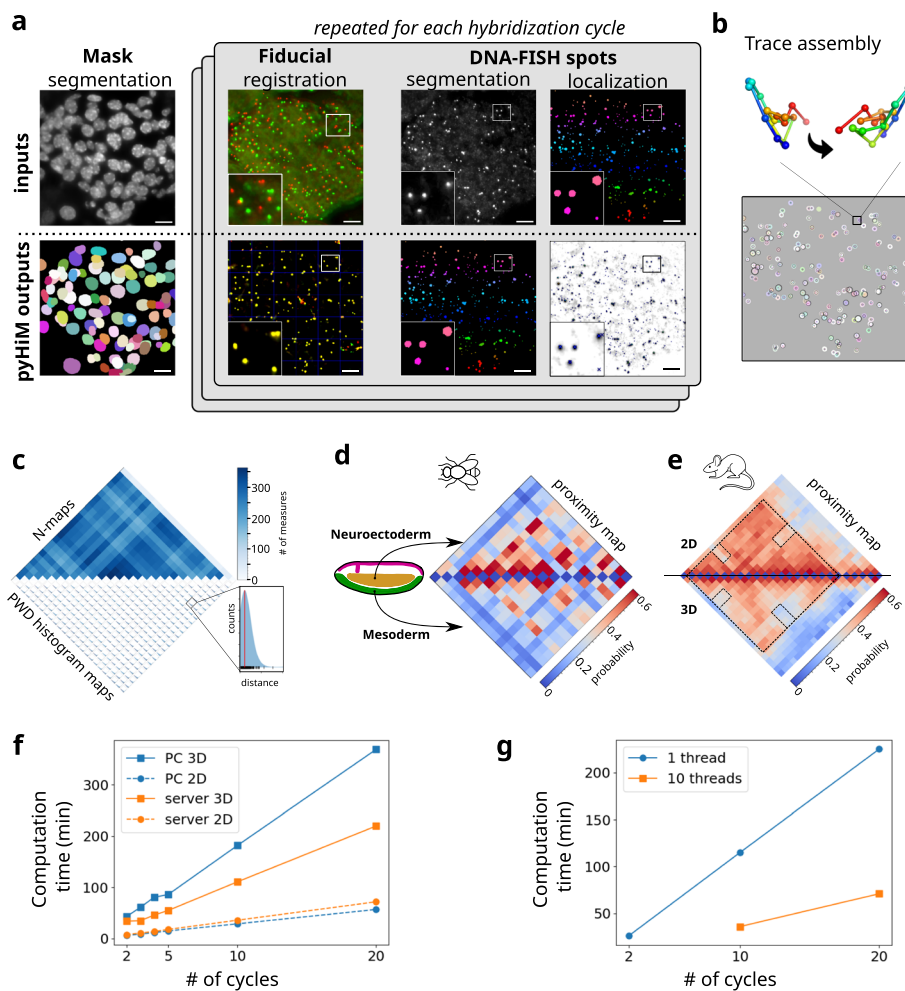 a
repeated for each hybridization cycle
Mask
segmentation
Fiducial
registration
DNA-FISH spots
segmentation
localization
inputs
pyHiM outputs
b
Trace assembly
c
N-maps
300
200
100
0
# of measures
PWD histogram maps
counts
distance
d
proximity map
Neuroectoderm
Mesoderm
0.6
0.4
0.2
0
probability
e
proximity map
2D
3D
0.6
0.4
0.2
0
probability
f
PC 3D
PC 2D
server 3D
server 2D
Computation
time (min)
300
200
100
0
2
5
10
20
# of cycles
g
1 thread
10 threads
Computation
time (min)
200
150
100
50
2
10
20
# of cycles